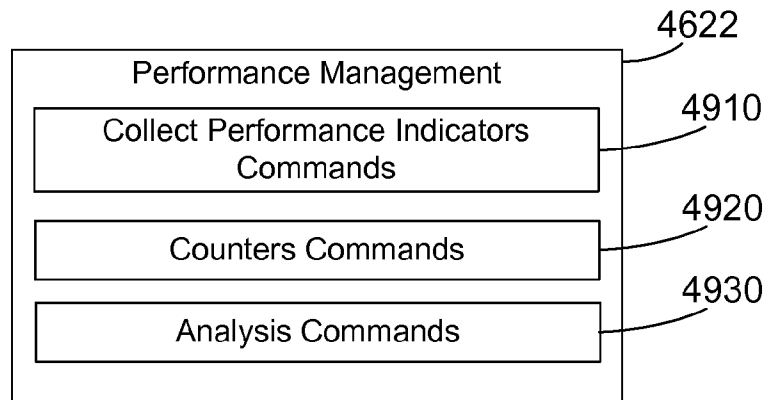 4622
Performance Management
Collect Performance Indicators
Commands
4910
Counters Commands
4920
Analysis Commands
4930